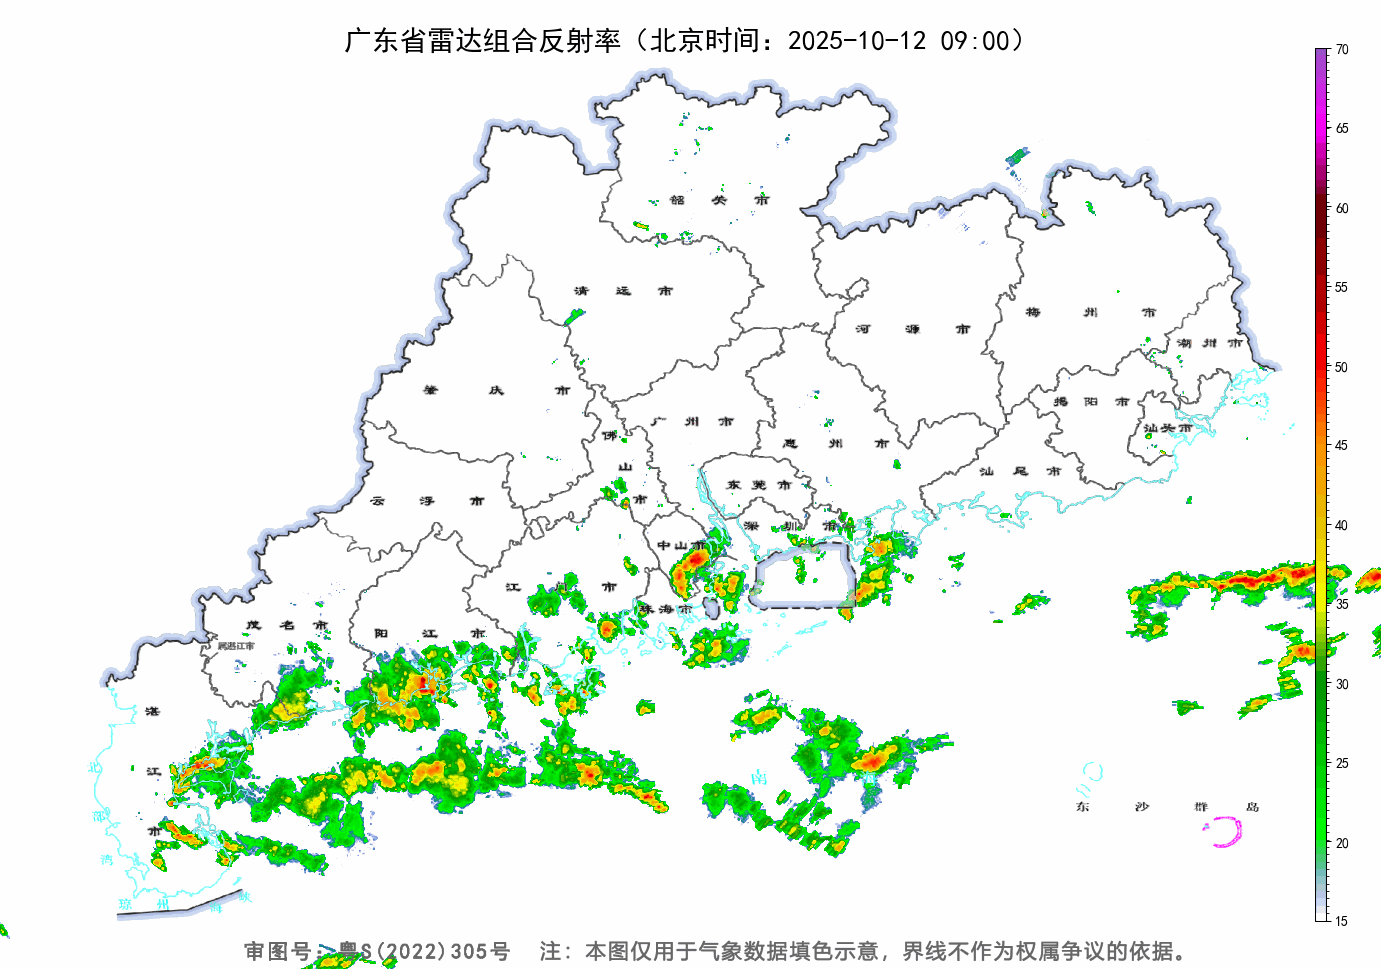 广东省雷达组合反射率（北京时间：2025-10-12 09:00）
70
65
60
55
50
45
40
35
30
25
20
15
韶 关 市
清 远 市
河 源 市
梅 州 市
潮 州 市
肇 庆 市
揭 阳 市
广 州 市
汕 头 市
佛 山 市
惠 州 市
汕 尾 市
东 莞 市
云 浮 市
深 圳 市
中 山 市
江 门 市
珠 海 市
茂 名 市
阳 江 市
属湛江市
湛 江 市
北 部 湾
南
东 沙 群 岛
琼 州 海 峡
审图号：粤S(2022)305号 注：本图仅用于气象数据填色示意，界线不作为权属争议的依据。